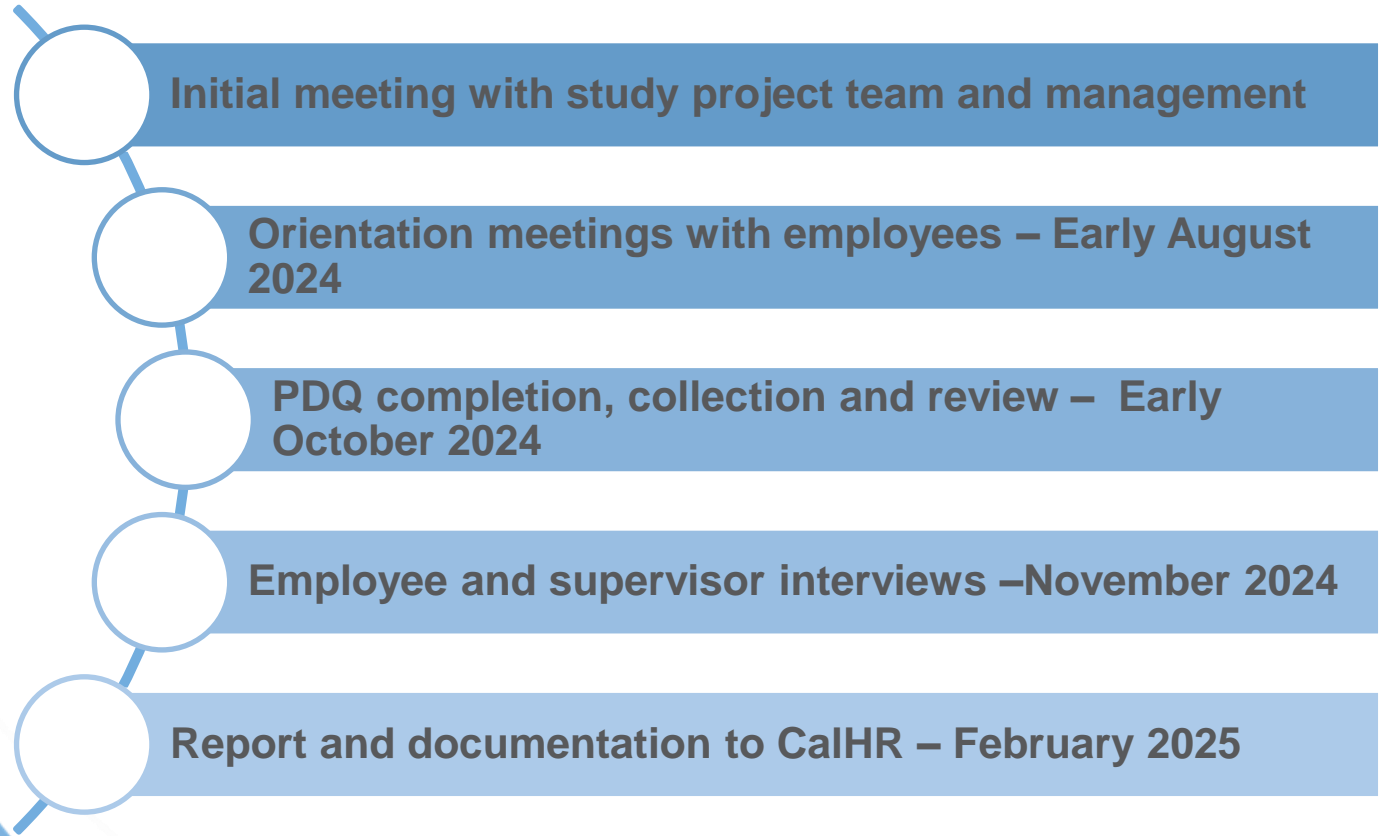 Initial meeting with study project team and management
Orientation meetings with employees – Early August
2024
PDQ completion, collection and review –  Early
October 2024
Employee and supervisor interviews –November 2024
Report and documentation to CalHR – February 2025